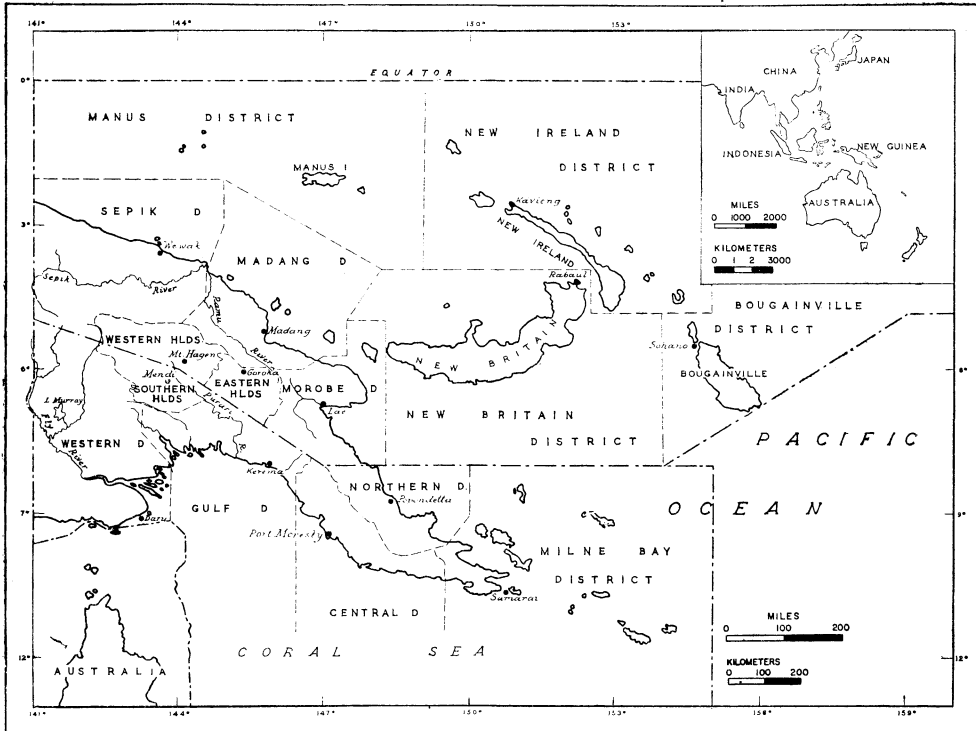 141°
144°
147°
150°
153°
0°
EQUATOR
MANUS DISTRICT
MANUS I
NEW IRELAND
DISTRICT
CHINA
JAPAN
INDIA
INDONESIA
NEW GUINEA
AUSTRALIA
MILES
0 1000 2000
KILOMETERS
0 1 2 3000
SEPIK D
3°
Wewak
Kavieng
NEW IRELAND
Rabaul
MADANG D
Sepik
River
Ramu
River
Madang
BOUGAINVILLE
DISTRICT
Sohano
BOUGAINVILLE
WESTERN HLDS
Mt Hagen
Mendi
SOUTHERN
HLDS
EASTERN
HLDS
Goroka
MOROBE D
Lae
NEW BRITAIN
6°
6°
L Murray
Fly
River
WESTERN D
Purari
R.
NEW BRITAIN
DISTRICT
PACIFIC
OCEAN
Kerema
NORTHERN D.
Popondetta
GULF D
Daru
7°
9°
Port Moresby
MILNE BAY
DISTRICT
Samarai
CENTRAL D
CORAL SEA
MILES
0 100 200
KILOMETERS
0 100 200
12°
12°
AUSTRALIA
141°
144°
147°
150°
153°
158°
159°